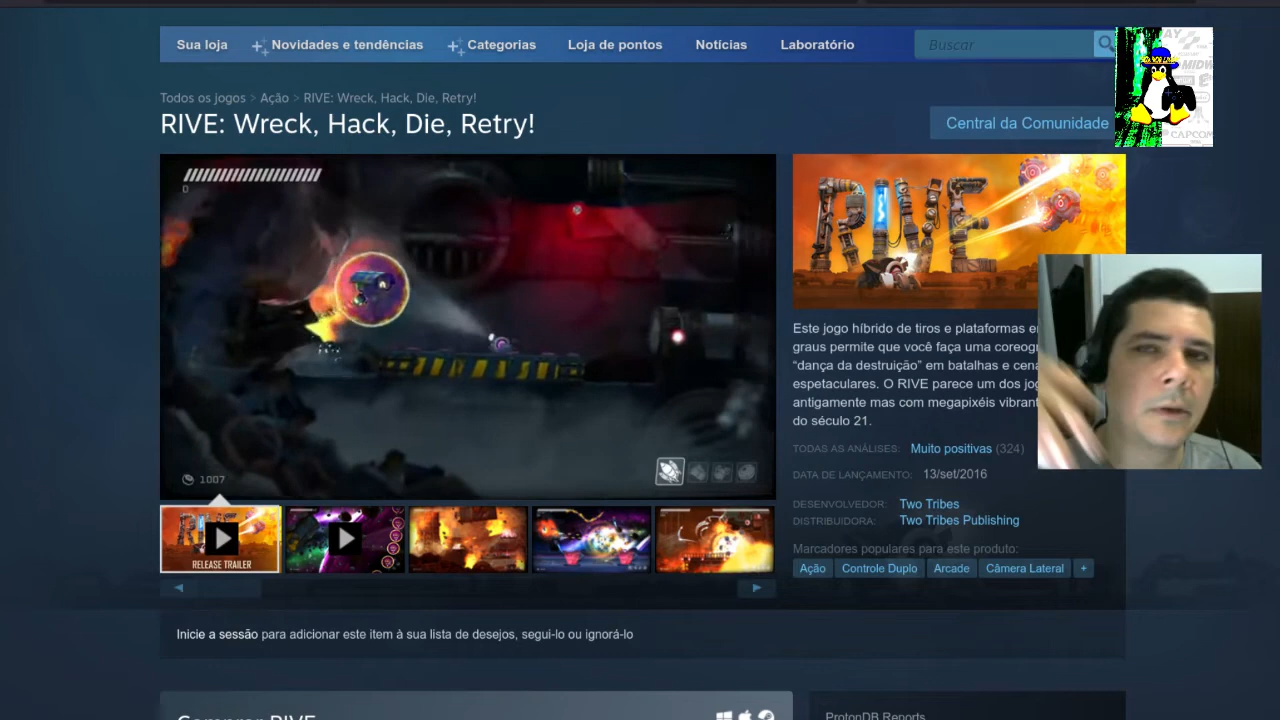 Sua loja
Novidades e tendências
Categorias
Loja de pontos
Notícias
Laboratório
Buscar
MIDW
CAPCOM
Todos os jogos > Ação > RIVE: Wreck, Hack, Die, Retry!
RIVE: Wreck, Hack, Die, Retry!
Central da Comunidade
0
1007
RIVE
Este jogo híbrido de tiros e plataformas e
graus permite que você faça uma coreogr
“dança da destruição” em batalhas e cena
espetaculares. O RIVE parece um dos jog
antigamente mas com megapixéis vibrant
do século 21.
TODAS AS ANÁLISES: Muito positivas (324)
DATA DE LANÇAMENTO: 13/set/2016
DESENVOLVEDOR: Two Tribes
DISTRIBUIDORA: Two Tribes Publishing
Marcadores populares para este produto:
Ação
Controle Duplo
Arcade
Câmera Lateral
+
RELEASE TRAILER
Inicie a sessão para adicionar este item à sua lista de desejos, segui-lo ou ignorá-lo
Comprar RIVE
ProtonDB Reports